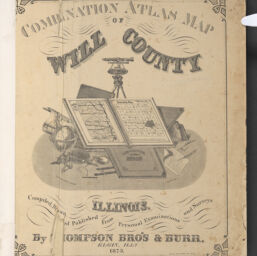 COMBINATION ATLAS MAP
OF
WILL COUNTY
ILLINOIS.
Compiled, Drawn and Published From Personal Examinations and Surveys
By THOMPSON BRO'S & BURR.
ELGIN, ILLS
1873.